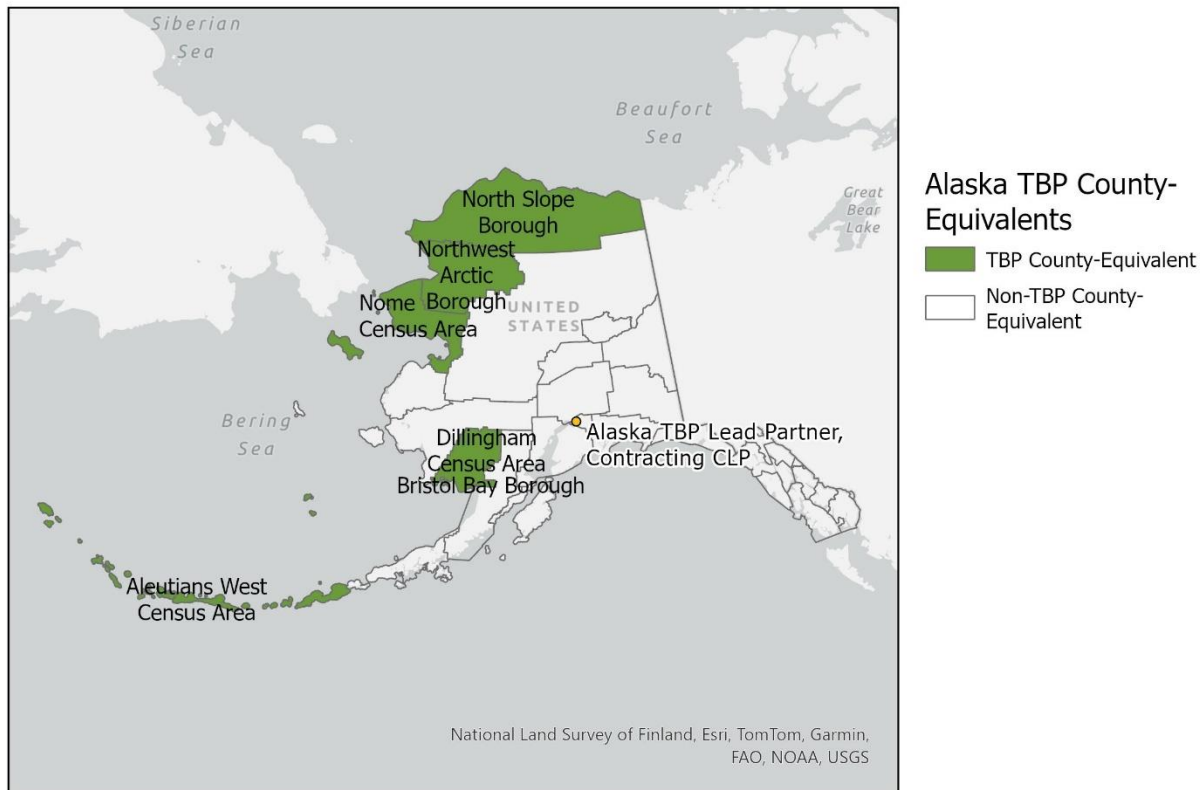 Siberian
Sea
Beaufort
Sea
Great
Bear
Lake
North Slope
Borough
Northwest
Arctic
Borough
Nome
Census Area
UNITED
STATES
Bering
Sea
Dillingham
Census Area
Bristol Bay Borough
Alaska TBP Lead Partner,
Contracting CLP
Aleutians West
Census Area
National Land Survey of Finland, Esri, TomTom, Garmin,
FAO, NOAA, USGS
Alaska TBP County-
Equivalents
TBP County-Equivalent
Non-TBP County-
Equivalent